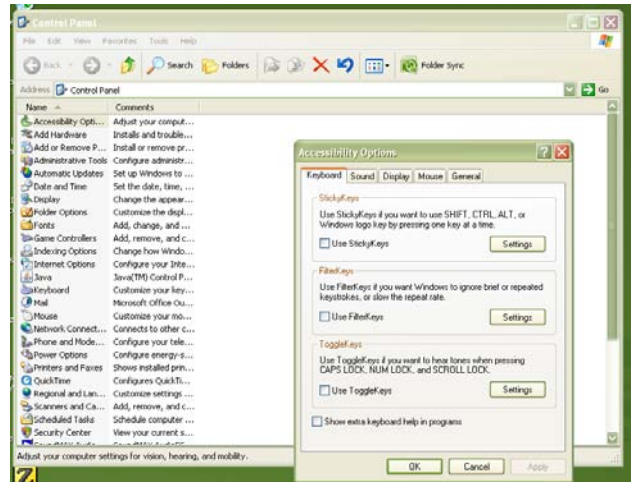 Control Panel
File Edit View Favorites Tools Help
Back Search Folders Folder Sync
Address Control Panel Go
Name Comments
Accessibility Opti... Adjust your comput...
Add Hardware Installs and trouble...
Add or Remove P... Install or remove pr...
Administrative Tools Configure administr...
Automatic Updates Set up Windows to ...
Date and Time Set the date, time, ...
Display Change the appear...
Folder Options Customize the displ...
Fonts Add, change, and ...
Game Controllers Add, remove, and c...
Indexing Options Change how Windo...
Internet Options Configure your Inte...
Java Java(TM) Control P...
Keyboard Customize your key...
Mail Microsoft Office Ou...
Mouse Customize your mo...
Network Connect... Connects to other c...
Phone and Mode... Configure your tele...
Power Options Configure energy-s...
Printers and Faxes Shows installed prin...
QuickTime Configures QuickTi...
Regional and Lan... Customize settings ...
Scanners and Ca... Add, remove, and c...
Scheduled Tasks Schedule computer ...
Security Center View your current s...
Adjust your computer settings for vision, hearing, and mobility.
Accessibility Options
Keyboard Sound Display Mouse General
StickyKeys
Use StickyKeys if you want to use SHIFT, CTRL, ALT, or
Windows logo key by pressing one key at a time.
Use StickyKeys Settings
FilterKeys
Use FilterKeys if you want Windows to ignore brief or repeated
keystrokes, or slow the repeat rate.
Use FilterKeys Settings
ToggleKeys
Use ToggleKeys if you want to hear tones when pressing
CAPS LOCK, NUM LOCK, and SCROLL LOCK.
Use ToggleKeys Settings
Show extra keyboard help in programs
OK Cancel Apply
Z